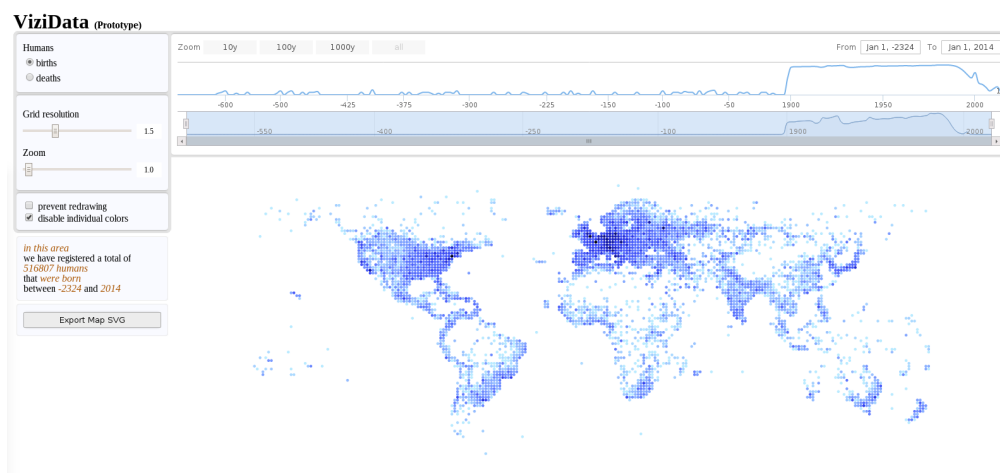 ViziData (Prototype)
Humans
births
deaths
Grid resolution
1.5
Zoom
1.0
prevent redrawing
disable individual colors
in this area
we have registered a total of
516807 humans
that were born
between -2324 and 2014
Export Map SVG
Zoom 10y 100y 1000y all
From Jan 1, -2324 To Jan 1, 2014
-600 -500 -425 -375 -300 -225 -150 -100 -50 1900 1950 2000
-550 -400 -250 -100 1900 2000